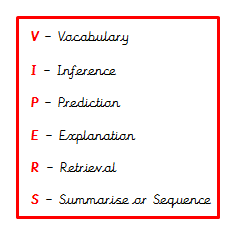 V - Vocabulary
I - Inference
P - Prediction
E - Explanation
R - Retrieval
S - Summarise or Sequence